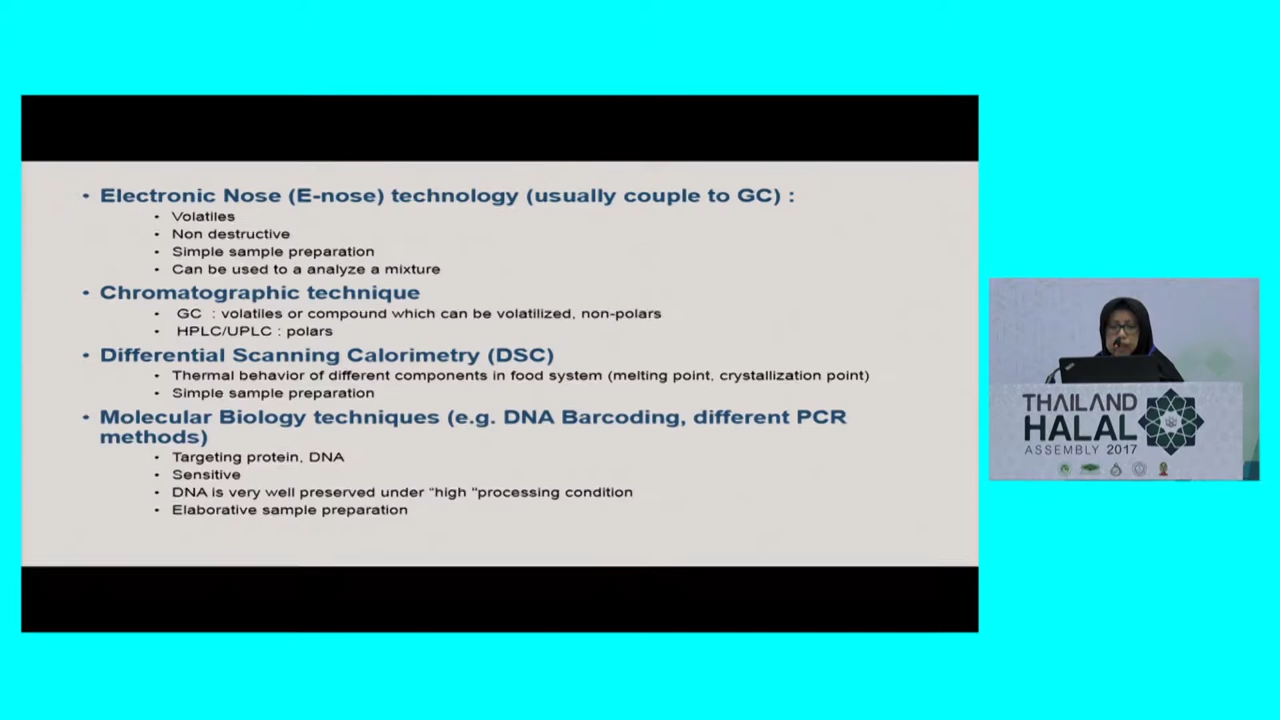 • Electronic Nose (E-nose) technology (usually couple to GC) :
• Volatiles
• Non destructive
• Simple sample preparation
• Can be used to a analyze a mixture
• Chromatographic technique
• GC : volatiles or compound which can be volatilized, non-polars
• HPLC/UPLC : polars
• Differential Scanning Calorimetry (DSC)
• Thermal behavior of different components in food system (melting point, crystallization point)
• Simple sample preparation
• Molecular Biology techniques (e.g. DNA Barcoding, different PCR
methods)
• Targeting protein, DNA
• Sensitive
• DNA is very well preserved under "high "processing condition
• Elaborative sample preparation
THAILAND
HALAL
ASSEMBLY 2017